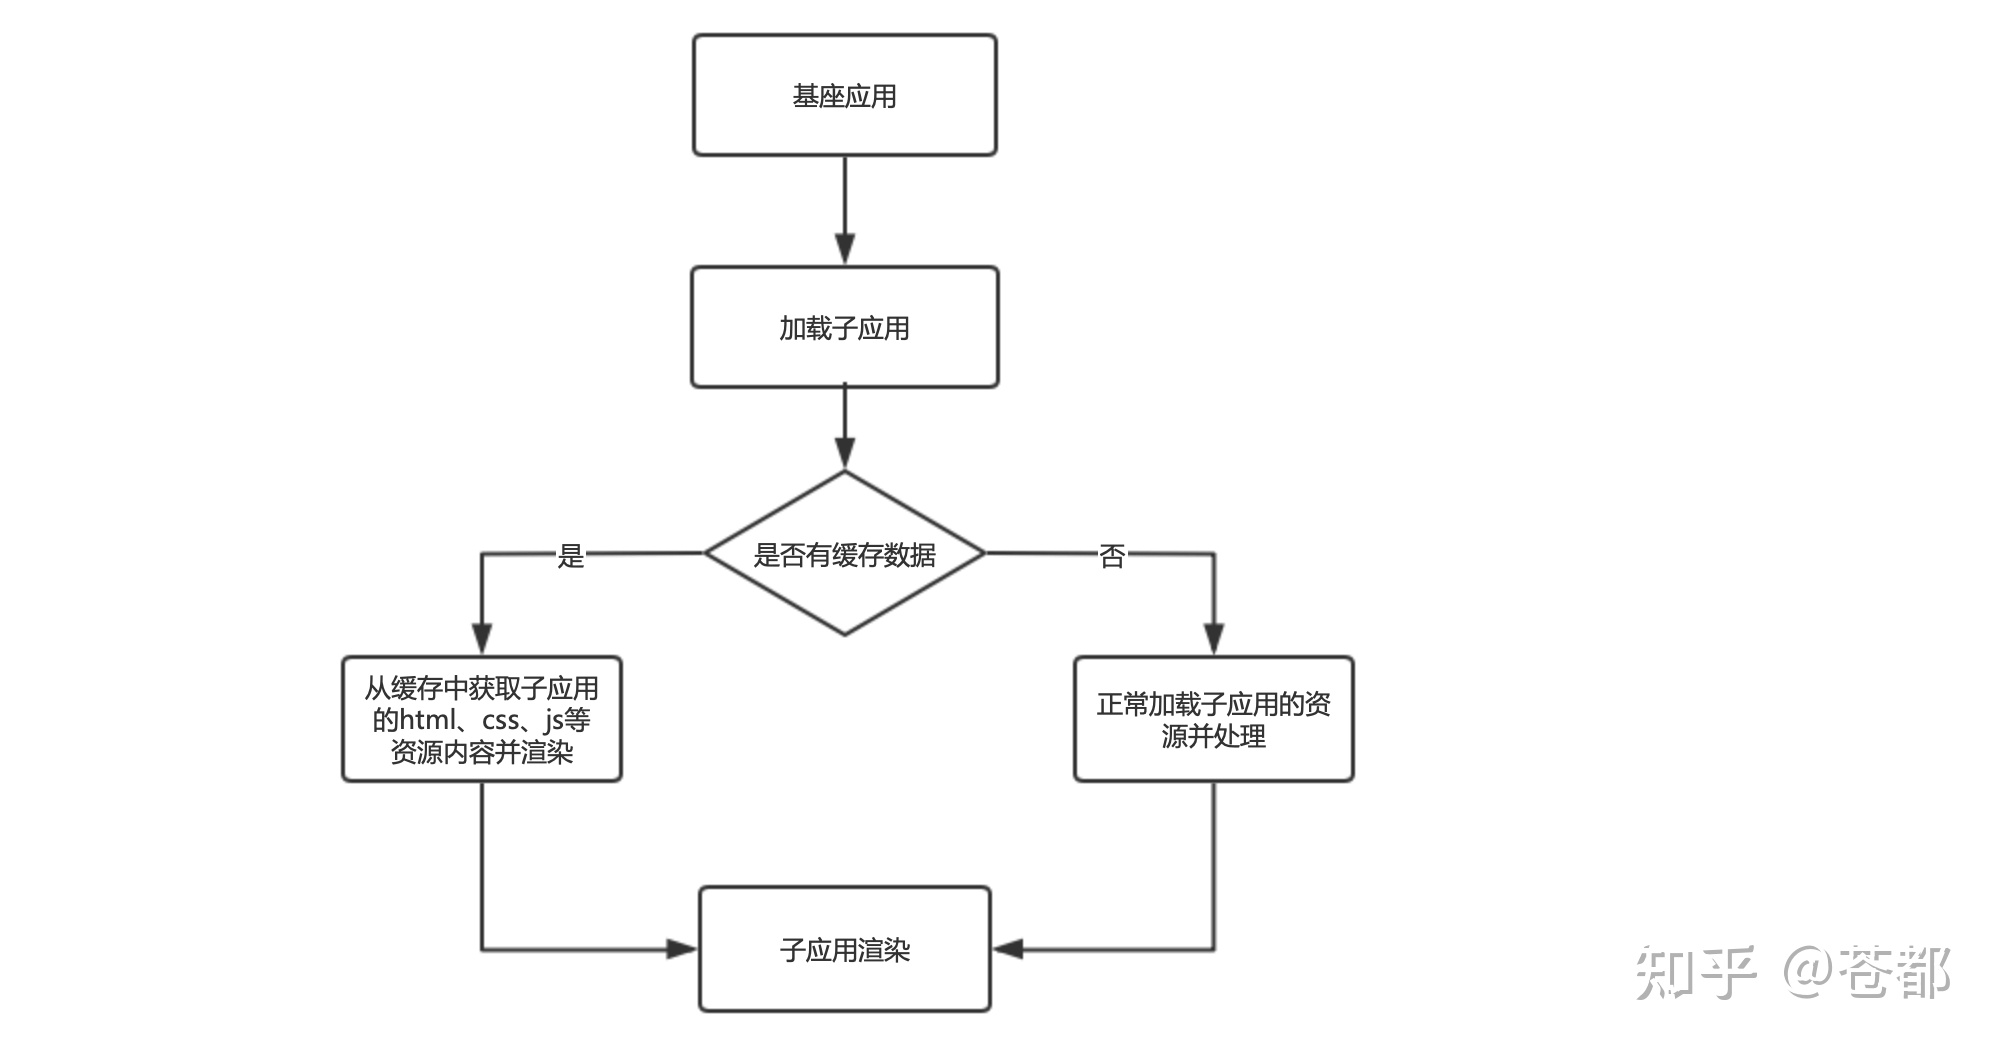 基座应用
加载子应用
是否有缓存数据
是
否
从缓存中获取子应用
的html、css、js等
资源内容并渲染
正常加载子应用的资
源并处理
子应用渲染
知乎 @苍都